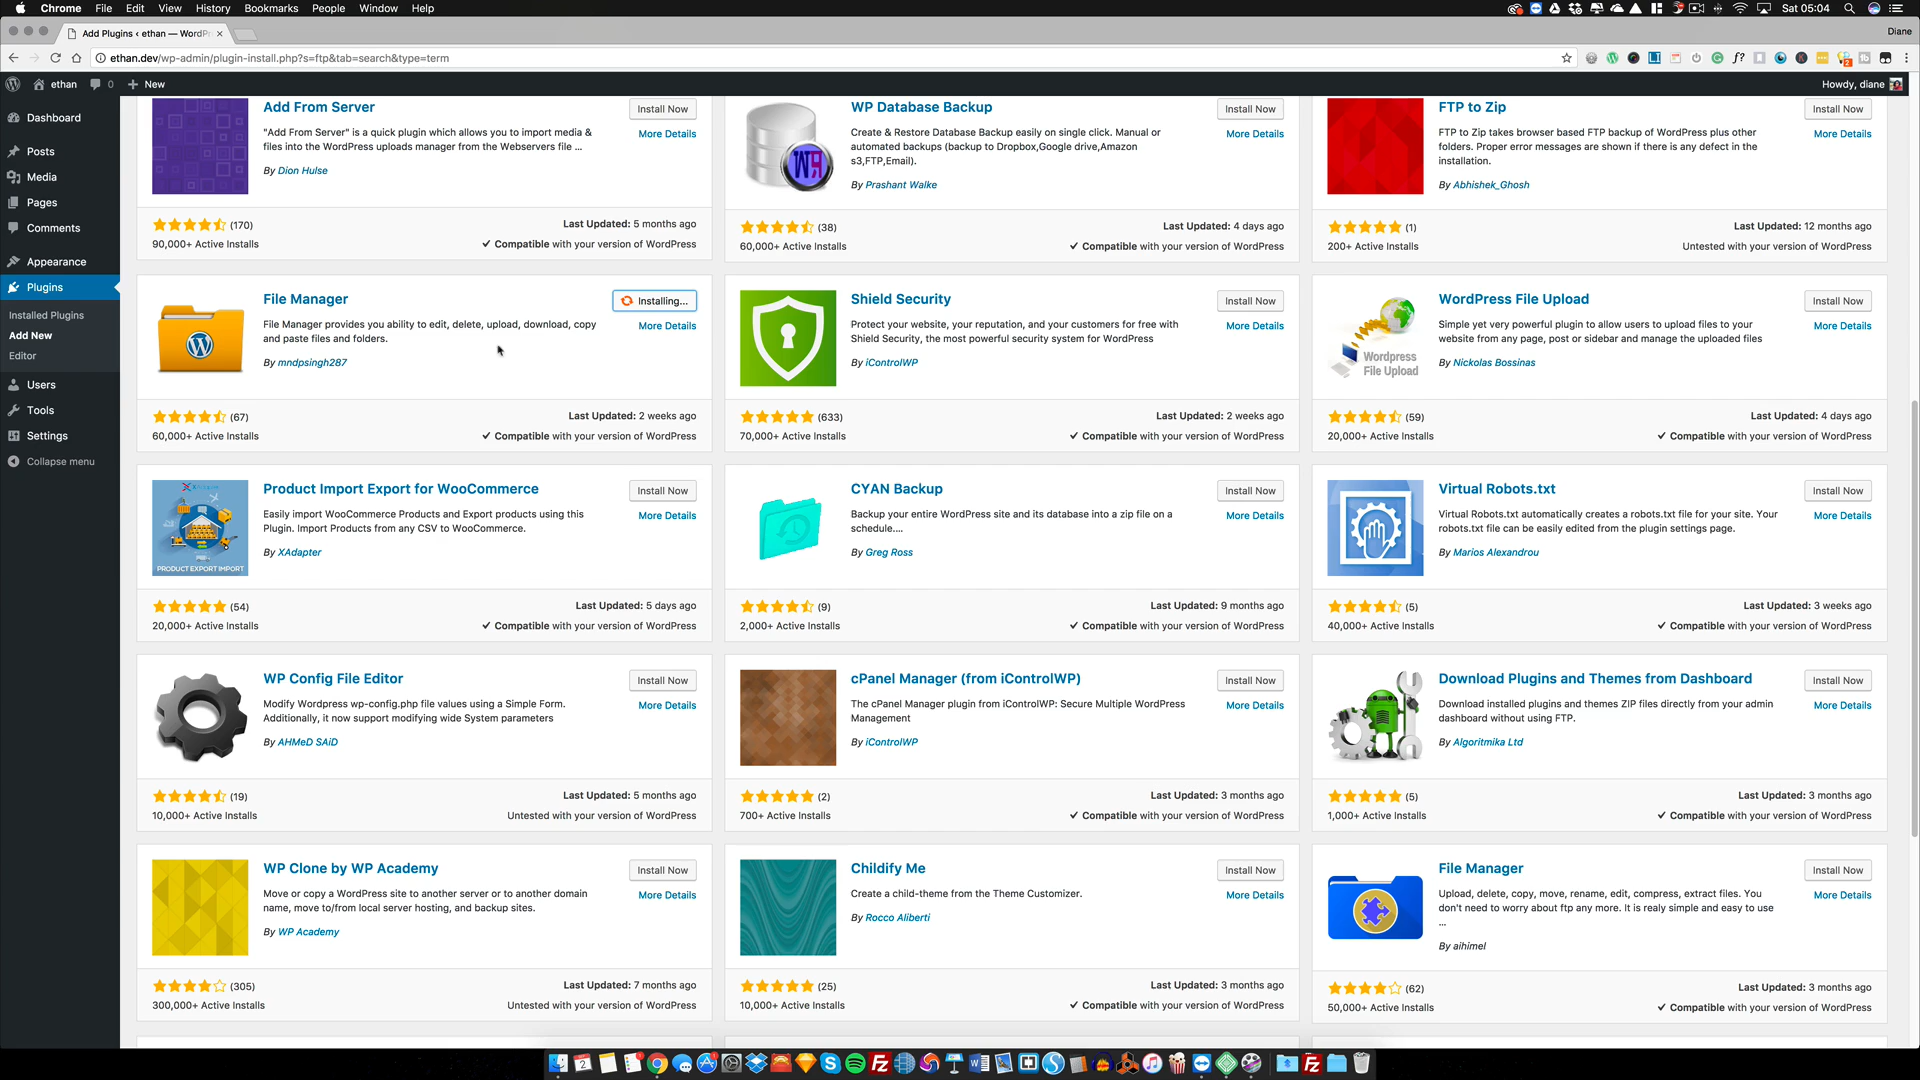 Chrome File Edit View History Bookmarks People Window Help Sat 05:04
Add Plugins ‹ ethan — WordPr × Diane
ethan.dev/wp-admin/plugin-install.php?s=ftp&tab=search&type=term
ethan 0 + New Howdy, diane
Dashboard
Posts
Media
Pages
Comments
Appearance
Plugins
Installed Plugins
Add New
Editor
Users
Tools
Settings
Collapse menu
Add From Server Install Now
"Add From Server" is a quick plugin which allows you to import media & More Details
files into the WordPress uploads manager from the Webservers file ...
By Dion Hulse
(170) Last Updated: 5 months ago
90,000+ Active Installs ✓ Compatible with your version of WordPress
WP Database Backup Install Now
Create & Restore Database Backup easily on single click. Manual or More Details
automated backups (backup to Dropbox,Google drive,Amazon
s3,FTP,Email).
By Prashant Walke
(38) Last Updated: 4 days ago
60,000+ Active Installs ✓ Compatible with your version of WordPress
FTP to Zip Install Now
FTP to Zip takes browser based FTP backup of WordPress plus other More Details
folders. Proper error messages are shown if there is any defect in the
installation.
By Abhishek_Ghosh
(1) Last Updated: 12 months ago
200+ Active Installs Untested with your version of WordPress
File Manager Installing...
File Manager provides you ability to edit, delete, upload, download, copy More Details
and paste files and folders.
By mndpsingh287
(67) Last Updated: 2 weeks ago
60,000+ Active Installs ✓ Compatible with your version of WordPress
Shield Security Install Now
Protect your website, your reputation, and your customers for free with More Details
Shield Security, the most powerful security system for WordPress
By iControlWP
(633) Last Updated: 2 weeks ago
70,000+ Active Installs ✓ Compatible with your version of WordPress
Wordpress
File Upload
WordPress File Upload Install Now
Simple yet very powerful plugin to allow users to upload files to your More Details
website from any page, post or sidebar and manage the uploaded files
By Nickolas Bossinas
(59) Last Updated: 4 days ago
20,000+ Active Installs ✓ Compatible with your version of WordPress
PRODUCT EXPORT IMPORT
Product Import Export for WooCommerce Install Now
Easily import WooCommerce Products and Export products using this More Details
Plugin. Import Products from any CSV to WooCommerce.
By XAdapter
(54) Last Updated: 5 days ago
20,000+ Active Installs ✓ Compatible with your version of WordPress
CYAN Backup Install Now
Backup your entire WordPress site and its database into a zip file on a More Details
schedule....
By Greg Ross
(9) Last Updated: 9 months ago
2,000+ Active Installs ✓ Compatible with your version of WordPress
Virtual Robots.txt Install Now
Virtual Robots.txt automatically creates a robots.txt file for your site. Your More Details
robots.txt file can be easily edited from the plugin settings page.
By Marios Alexandrou
(5) Last Updated: 3 weeks ago
40,000+ Active Installs ✓ Compatible with your version of WordPress
WP Config File Editor Install Now
Modify Wordpress wp-config.php file values using a Simple Form. More Details
Additionally, it now support modifying wide System parameters
By AHMeD SAiD
(19) Last Updated: 5 months ago
10,000+ Active Installs Untested with your version of WordPress
cPanel Manager (from iControlWP) Install Now
The cPanel Manager plugin from iControlWP: Secure Multiple WordPress More Details
Management
By iControlWP
(2) Last Updated: 3 months ago
700+ Active Installs ✓ Compatible with your version of WordPress
Download Plugins and Themes from Dashboard Install Now
Download installed plugins and themes ZIP files directly from your admin More Details
dashboard without using FTP.
By Algoritmika Ltd
(5) Last Updated: 3 months ago
1,000+ Active Installs ✓ Compatible with your version of WordPress
WP Clone by WP Academy Install Now
Move or copy a WordPress site to another server or to another domain More Details
name, move to/from local server hosting, and backup sites.
By WP Academy
(305) Last Updated: 7 months ago
300,000+ Active Installs Untested with your version of WordPress
Childify Me Install Now
Create a child-theme from the Theme Customizer. More Details
By Rocco Aliberti
(25) Last Updated: 3 months ago
10,000+ Active Installs ✓ Compatible with your version of WordPress
File Manager Install Now
Upload, delete, copy, move, rename, edit, compress, extract files. You More Details
don't need to worry about ftp any more. It is realy simple and easy to use
...
By aihimel
(62) Last Updated: 3 months ago
50,000+ Active Installs ✓ Compatible with your version of WordPress